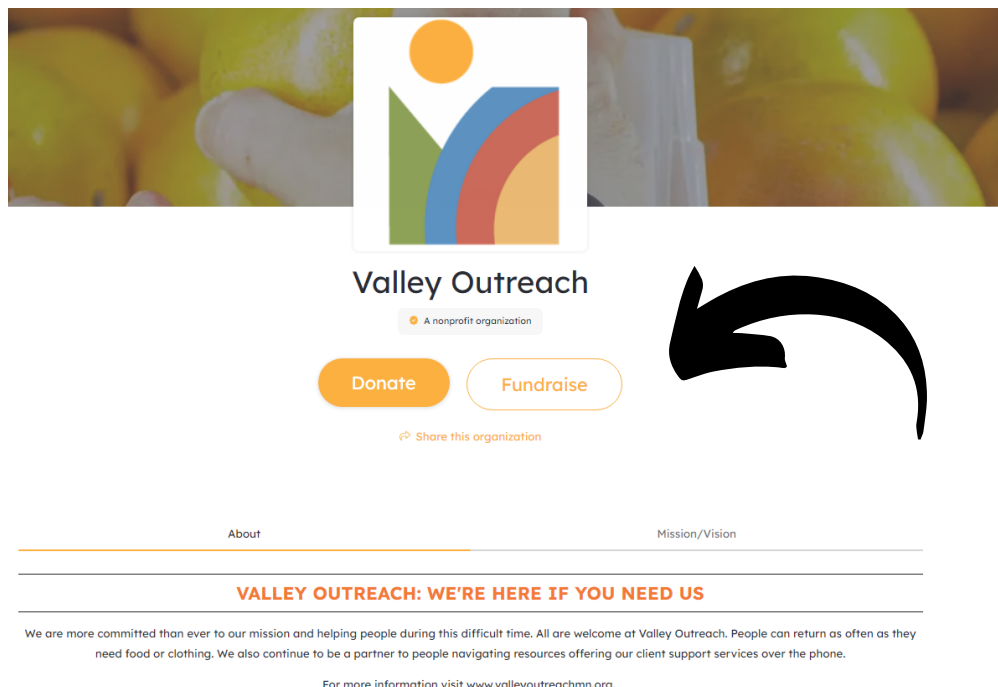 Valley Outreach
A nonprofit organization
Donate
Fundraise
Share this organization
About
Mission/Vision
VALLEY OUTREACH: WE'RE HERE IF YOU NEED US
We are more committed than ever to our mission and helping people during this difficult time. All are welcome at Valley Outreach. People can return as often as they
need food or clothing. We also continue to be a partner to people navigating resources offering our client support services over the phone.
For more information visit www.valleyoutreachmn.org.